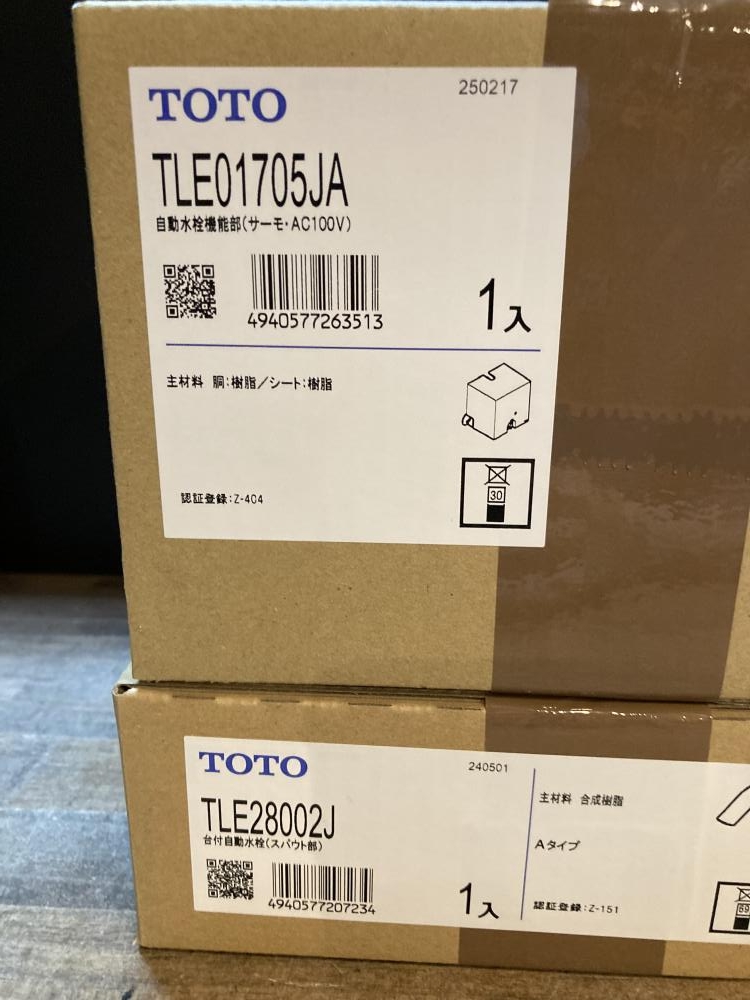 TOTO
250217
TLE01705JA
自動水栓機能部(サーモ・AC100V)
4940577263513
1入
主材料 胴:樹脂/シート:樹脂
30
認証登録:Z-404
TOTO
240501
TLE28002J
台付自動水栓(スパウト部)
4940577207234
1入
主材料 合成樹脂
Aタイプ
認証登録:Z-151